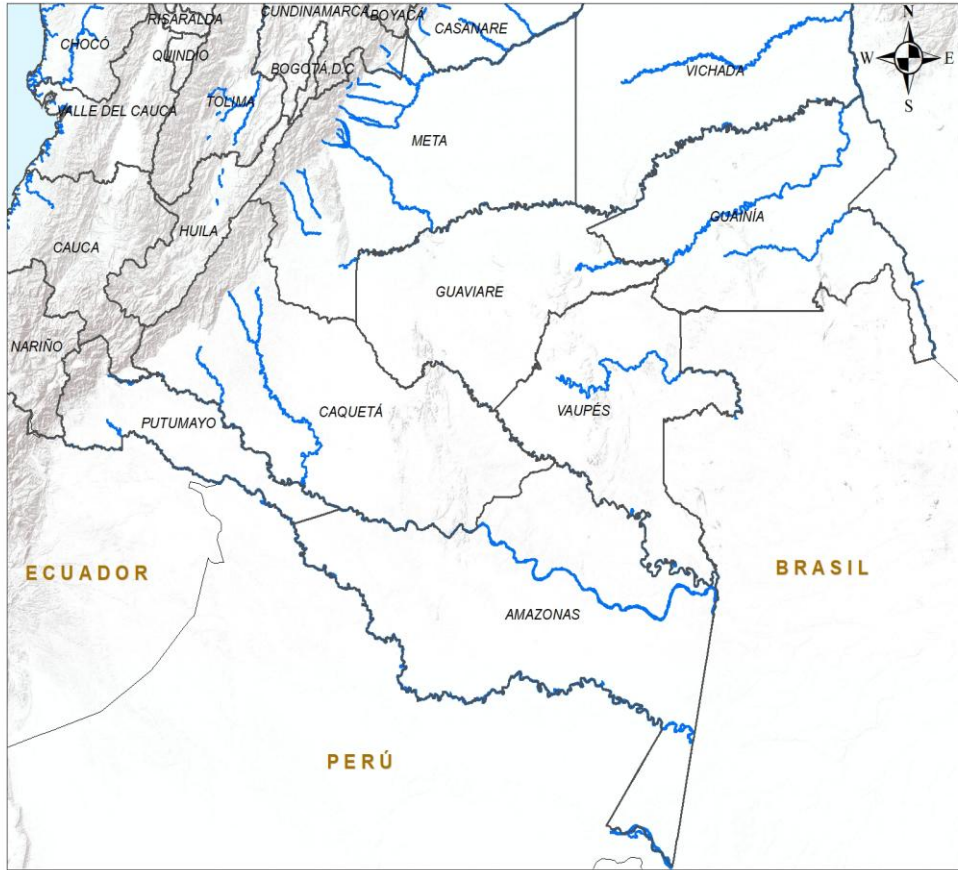 CUNDINAMARCA
BOYACÁ
RISARALDA
CASANARE
N
CHOCÓ
QUINDIO
BOGOTÁ D.C
W
E
VICHADA
S
VALLE DEL CAUCA
TOLIMA
META
GUAINÍA
HUILA
CAUCA
GUAVIARE
NARIÑO
CAQUETÁ
VAUPÉS
PUTUMAYO
ECUADOR
BRASIL
AMAZONAS
PERÚ